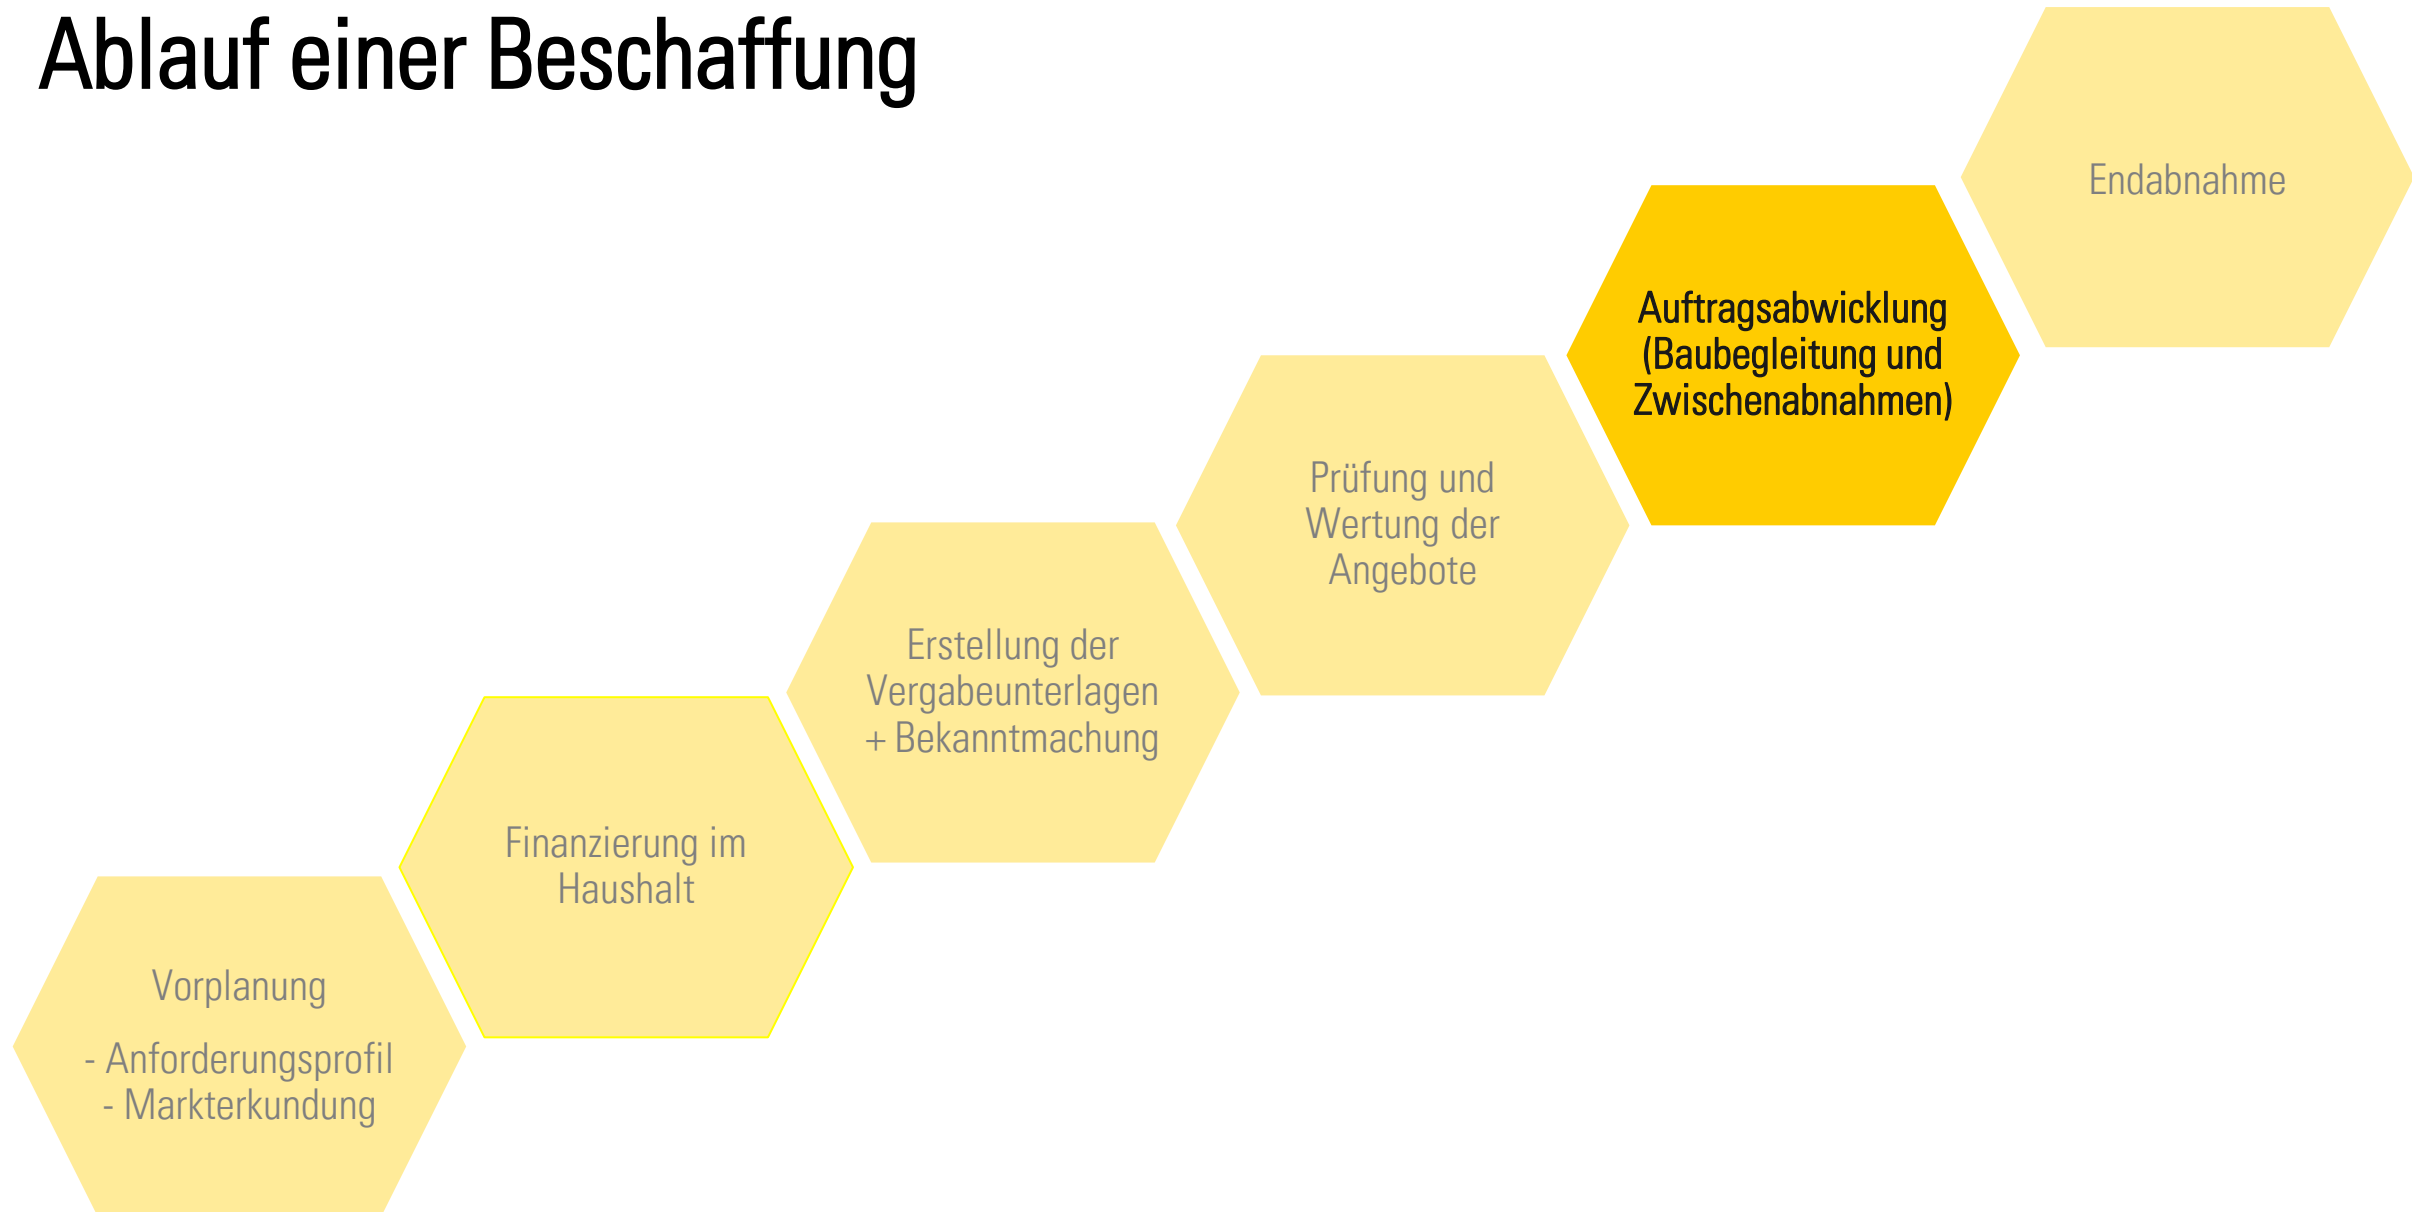 Ablauf einer Beschaffung
Endabnahme
Auftragsabwicklung
(Baubegleitung und
Zwischenabnahmen)
Prüfung und
Wertung der
Angebote
Erstellung der
Vergabeunterlagen
+ Bekanntmachung
Finanzierung im
Haushalt
Vorplanung
- Anforderungsprofil
- Markterkundung